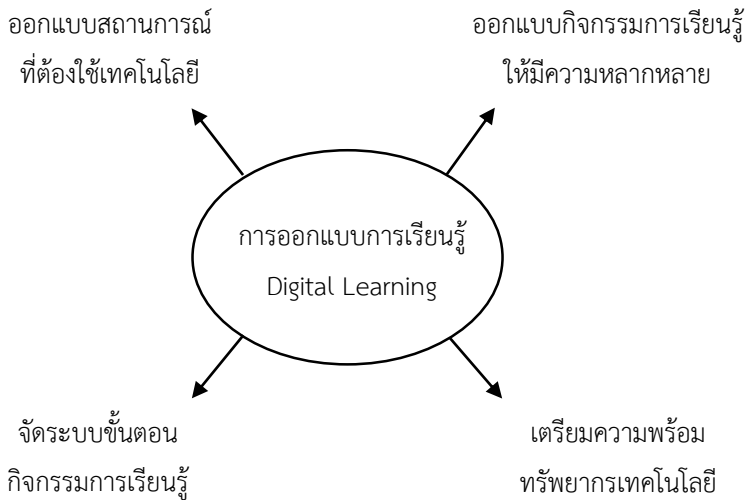 ออกแบบสถานการณ์
ที่ต้องใช้เทคโนโลยี
ออกแบบกิจกรรมการเรียนรู้
ให้มีความหลากหลาย
การออกแบบการเรียนรู้
Digital Learning
จัดระบบขั้นตอน
กิจกรรมการเรียนรู้
เตรียมความพร้อม
ทรัพยากรเทคโนโลยี